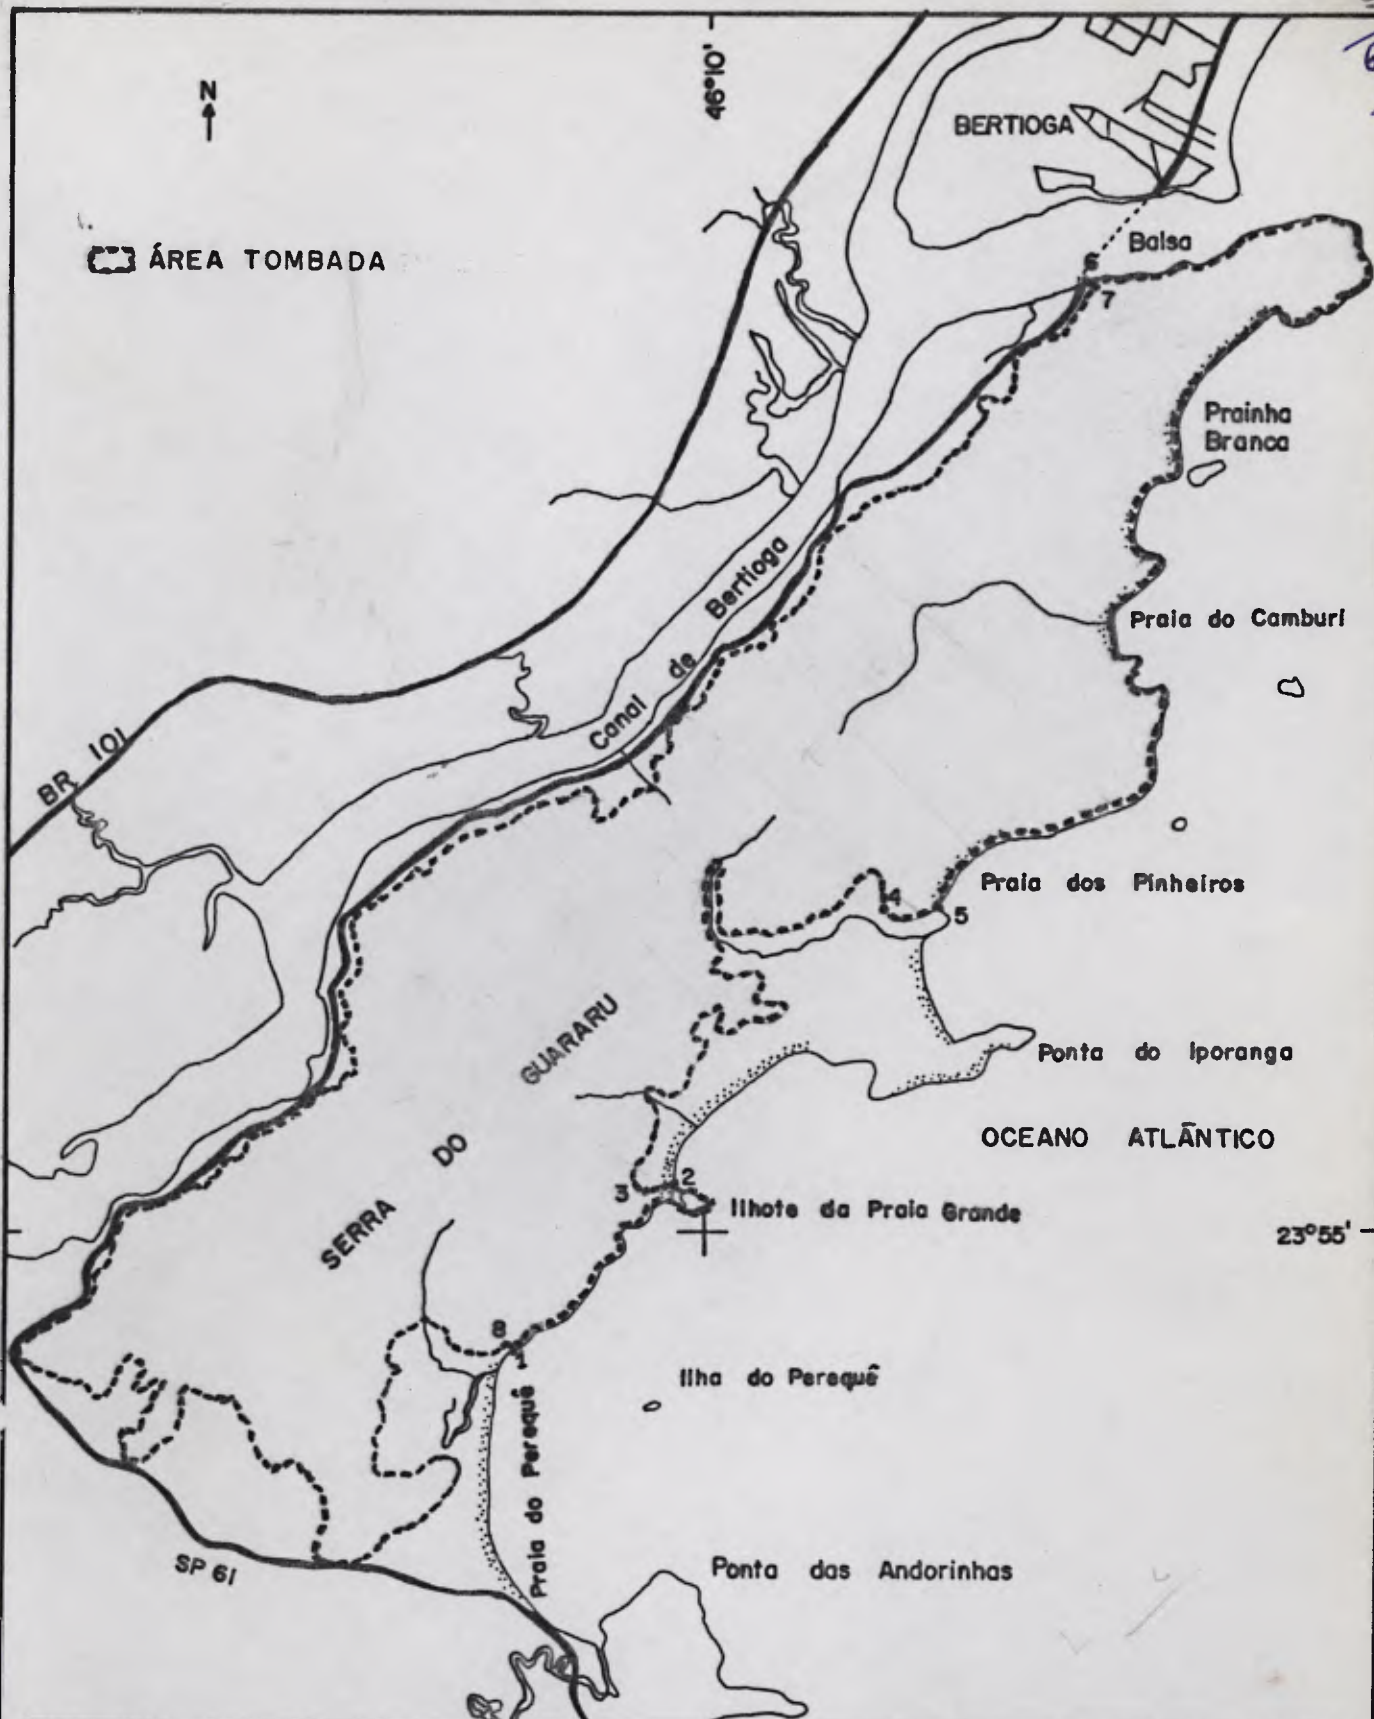 46°10'
N
BERTIOGA
ÁREA TOMBADA
Balsa
6
7
Prainha
Branca
Canal de Bertioga
Praia do Camburi
BR 101
Praia dos Pinheiros
4
5
SERRA DO GUARARU
Ponta do Iporanga
OCEANO ATLÂNTICO
3
2
Ilhote da Praia Grande
23°55'
8
1
Ilha do Perequê
Praia do Perequê
SP 61
Ponta das Andorinhas